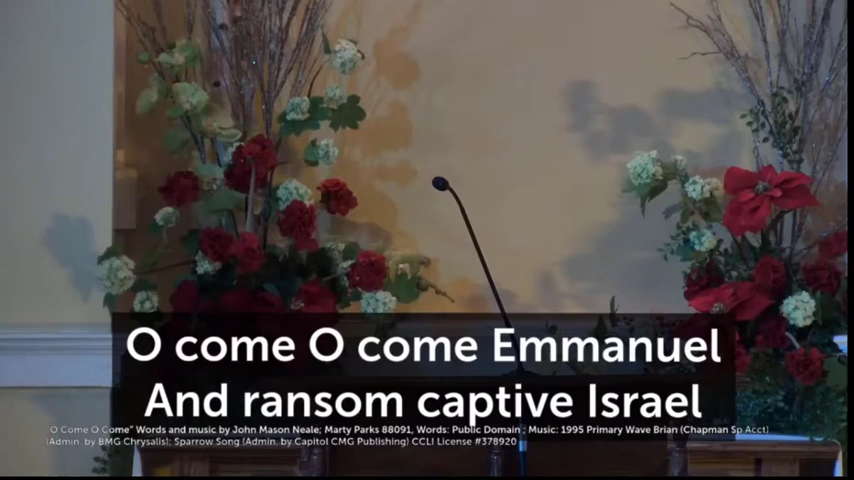 O come O come Emmanuel
And ransom captive Israel
"O Come O Come" Words and music by John Mason Neale; Marty Parks 88091, Words: Public Domain ; Music: 1995 Primary Wave Brian (Chapman Sp Acct)
(Admin. by BMG Chrysalis); Sparrow Song (Admin. by Capitol CMG Publishing) CCLI License #378920